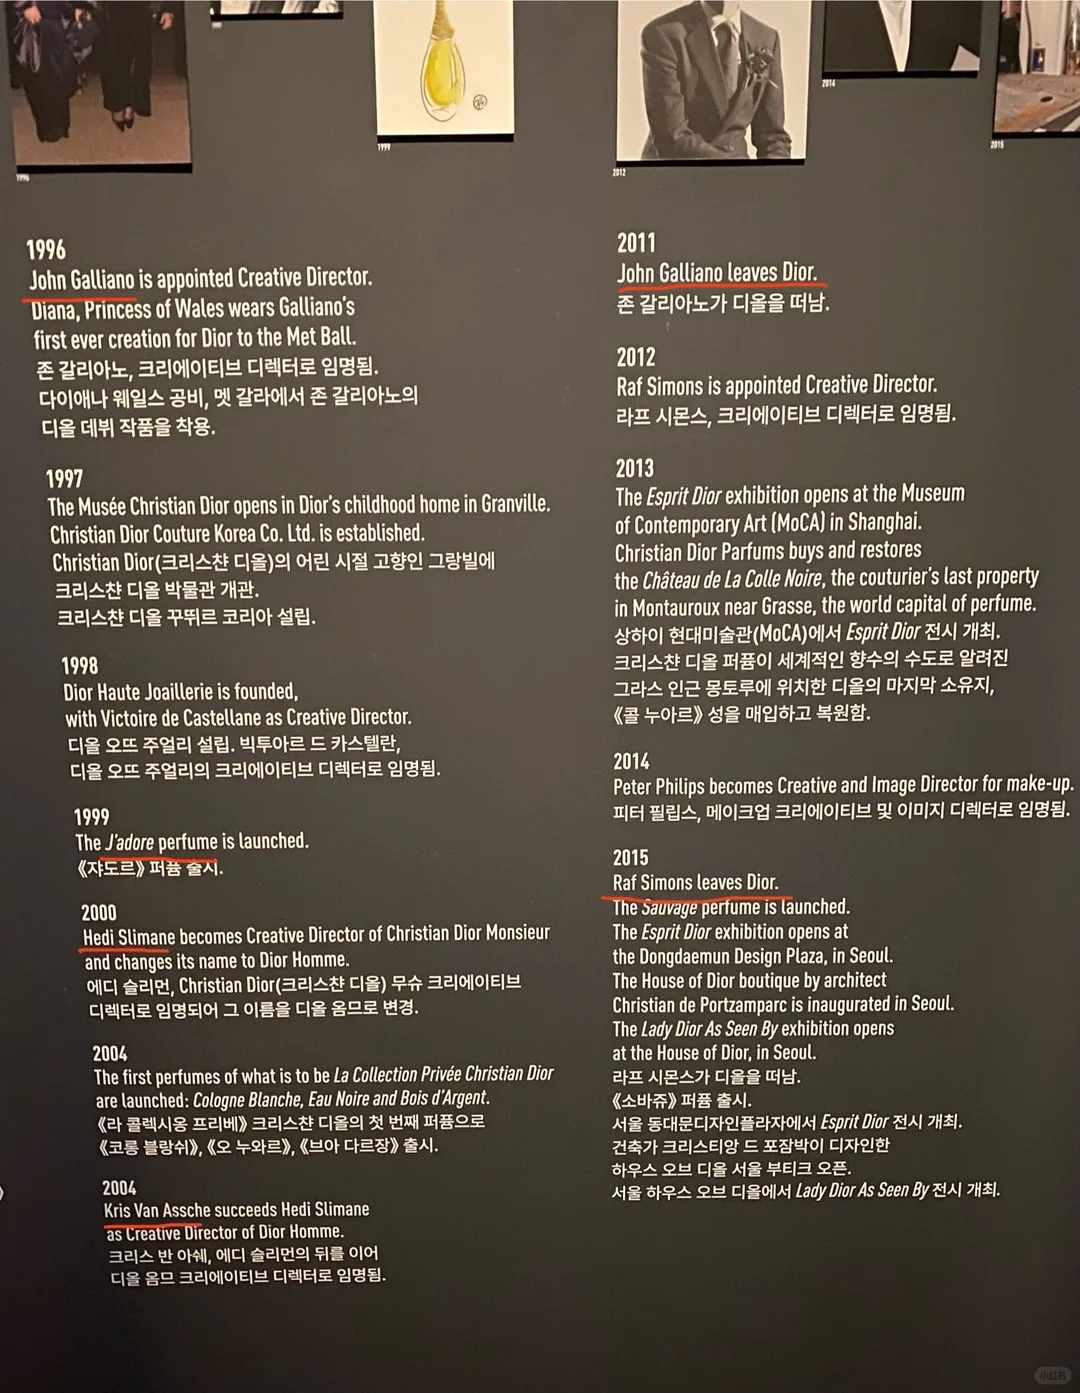 1996
1999
2012
2014
2015
1996
John Galliano is appointed Creative Director.
Diana, Princess of Wales wears Galliano's
first ever creation for Dior to the Met Ball.
존 갈리아노, 크리에이티브 디렉터로 임명됨.
다이애나 웨일스 공비, 멧 갈라에서 존 갈리아노의
디올 데뷔 작품을 착용.
1997
The Musée Christian Dior opens in Dior's childhood home in Granville.
Christian Dior Couture Korea Co. Ltd. is established.
Christian Dior(크리스챤 디올)의 어린 시절 고향인 그랑빌에
크리스챤 디올 박물관 개관.
크리스챤 디올 꾸뛰르 코리아 설립.
1998
Dior Haute Joaillerie is founded,
with Victoire de Castellane as Creative Director.
디올 오뜨 주얼리 설립. 빅투아르 드 카스텔란,
디올 오뜨 주얼리의 크리에이티브 디렉터로 임명됨.
1999
The J'adore perfume is launched.
《쟈도르》 퍼퓸 출시.
2000
Hedi Slimane becomes Creative Director of Christian Dior Monsieur
and changes its name to Dior Homme.
에디 슬리먼, Christian Dior(크리스챤 디올) 무슈 크리에이티브
디렉터로 임명되어 그 이름을 디올 옴므로 변경.
2004
The first perfumes of what is to be La Collection Privée Christian Dior
are launched: Cologne Blanche, Eau Noire and Bois d'Argent.
《라 콜렉시옹 프리베》 크리스챤 디올의 첫 번째 퍼퓸으로
《코롱 블랑쉬》, 《오 누와르》, 《브아 다르장》 출시.
2004
Kris Van Assche succeeds Hedi Slimane
as Creative Director of Dior Homme.
크리스 반 아쉐, 에디 슬리먼의 뒤를 이어
디올 옴므 크리에이티브 디렉터로 임명됨.
2011
John Galliano leaves Dior.
존 갈리아노가 디올을 떠남.
2012
Raf Simons is appointed Creative Director.
라프 시몬스, 크리에이티브 디렉터로 임명됨.
2013
The Esprit Dior exhibition opens at the Museum
of Contemporary Art (MoCA) in Shanghai.
Christian Dior Parfums buys and restores
the Château de La Colle Noire, the couturier's last property
in Montauroux near Grasse, the world capital of perfume.
상하이 현대미술관(MoCA)에서 Esprit Dior 전시 개최.
크리스챤 디올 퍼퓸이 세계적인 향수의 수도로 알려진
그라스 인근 몽토루에 위치한 디올의 마지막 소유지,
《콜 누아르》 성을 매입하고 복원함.
2014
Peter Philips becomes Creative and Image Director for make-up.
피터 필립스, 메이크업 크리에이티브 및 이미지 디렉터로 임명됨.
2015
Raf Simons leaves Dior.
The Sauvage perfume is launched.
The Esprit Dior exhibition opens at
the Dongdaemun Design Plaza, in Seoul.
The House of Dior boutique by architect
Christian de Portzamparc is inaugurated in Seoul.
The Lady Dior As Seen By exhibition opens
at the House of Dior, in Seoul.
라프 시몬스가 디올을 떠남.
《소바쥬》 퍼퓸 출시.
서울 동대문디자인플라자에서 Esprit Dior 전시 개최.
건축가 크리스티앙 드 포잠박이 디자인한
하우스 오브 디올 서울 부티크 오픈.
서울 하우스 오브 디올에서 Lady Dior As Seen By 전시 개최.
小红书